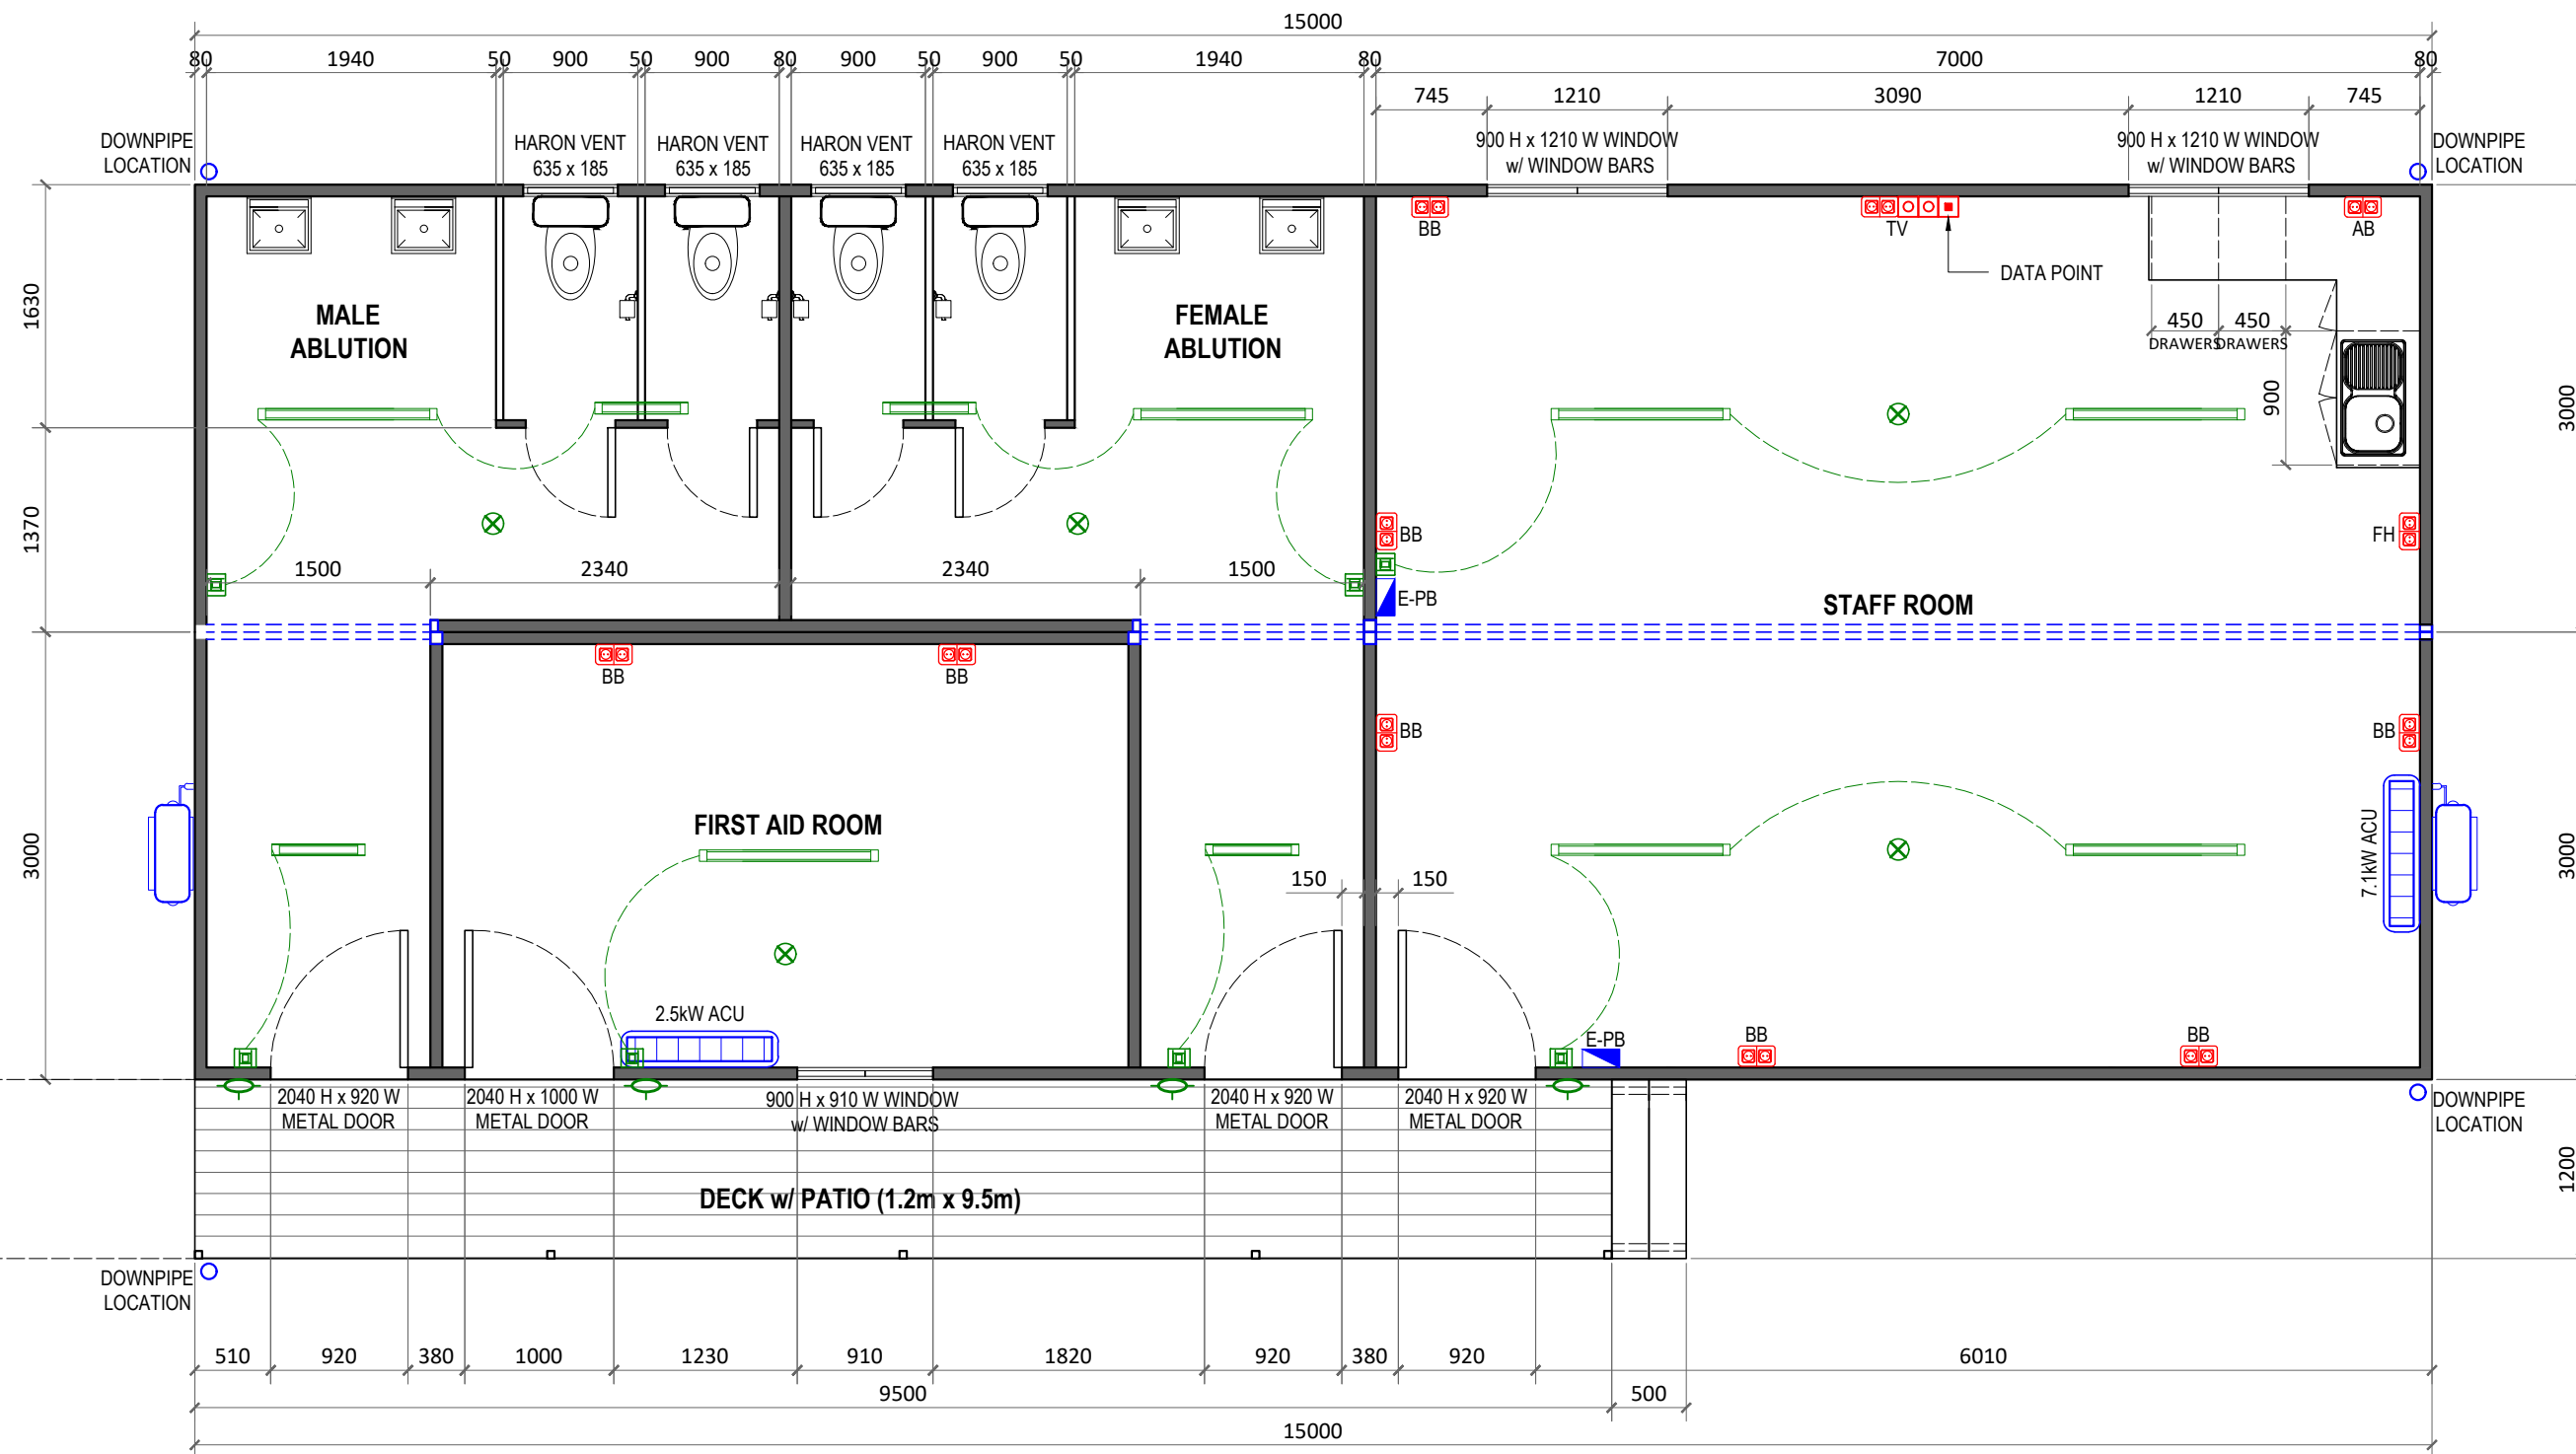 15000
80 1940 50 900 50 900 80 900 50 900 50 1940 80 7000 80
745 1210 3090 1210 745
DOWNPIPE
LOCATION
HARON VENT
635 x 185
HARON VENT
635 x 185
HARON VENT
635 x 185
HARON VENT
635 x 185
900 H x 1210 W WINDOW
w/ WINDOW BARS
900 H x 1210 W WINDOW
w/ WINDOW BARS
DOWNPIPE
LOCATION
BB
TV
AB
DATA POINT
1630
MALE
ABLUTION
FEMALE
ABLUTION
450 450
DRAWERS DRAWERS
900
3000
1370
BB
FH
1500 2340 2340 1500
E-PB
STAFF ROOM
BB
BB
BB
BB
3000
FIRST AID ROOM
150 150
7.1kW ACU
3000
2.5kW ACU
E-PB
BB
BB
2040 H x 920 W
METAL DOOR
2040 H x 1000 W
METAL DOOR
900 H x 910 W WINDOW
w/ WINDOW BARS
2040 H x 920 W
METAL DOOR
2040 H x 920 W
METAL DOOR
DOWNPIPE
LOCATION
1200
DECK w/ PATIO (1.2m x 9.5m)
DOWNPIPE
LOCATION
510 920 380 1000 1230 910 1820 920 380 920 6010
9500 500
15000